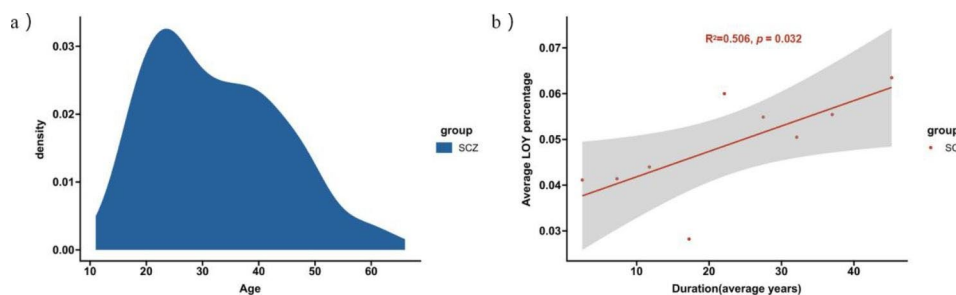 a )
0.03
0.02
0.01
0.00
density
10 20 30 40 50 60
Age
group
SCZ
b )
R²=0.506, p = 0.032
0.07
0.06
0.05
0.04
0.03
Average LOY percentage
10 20 30 40
Duration(average years)
group